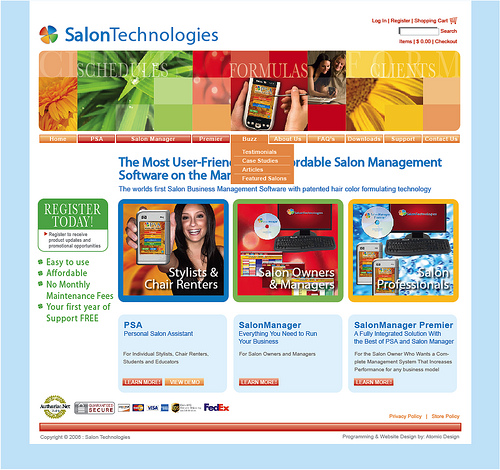 Log In | Register | Shopping Cart
SalonTechnologies
Search
Items | $ 0.00 | Checkout
SCHEDULES
FORMULAS
CLIENTS
Home
PSA
Salon Manager
Premier
Buzz
About Us
FAQ's
Downloads
Support
Contact Us
Testimonials
Case Studies
Articles
Featured Salons
The Most User-Frien rdable Salon Management
Software on the Mar
The worlds first Salon Business Management Software with patented hair color formulating technology
REGISTER
TODAY!
Register to receive
product updates and
promotional opportunities
Easy to use
Affordable
No Monthly
Maintenance Fees
Your first year of
Support FREE
Stylists &
Chair Renters
Salon Owners
& Managers
Salon
Professionals
PSA
Personal Salon Assistant
For Individual Stylists, Chair Renters,
Students and Educators
LEARN MORE!
VIEW DEMO!
SalonManager
Everything You Need to Run
Your Business
For Salon Owners and Managers
LEARN MORE!
SalonManager Premier
A Fully Integrated Solution With
the Best of PSA and Salon Manager
For the Salon Owner Who Wants a Com-
plete Management System That Increases
Performance for any business model
LEARN MORE!
Authorize.Net
GUARANTEED
SECURE
VISA
FedEx
Privacy Policy | Store Policy
Copyright © 2008 : Salon Technologies
Programming & Website Design by: Atomic Design